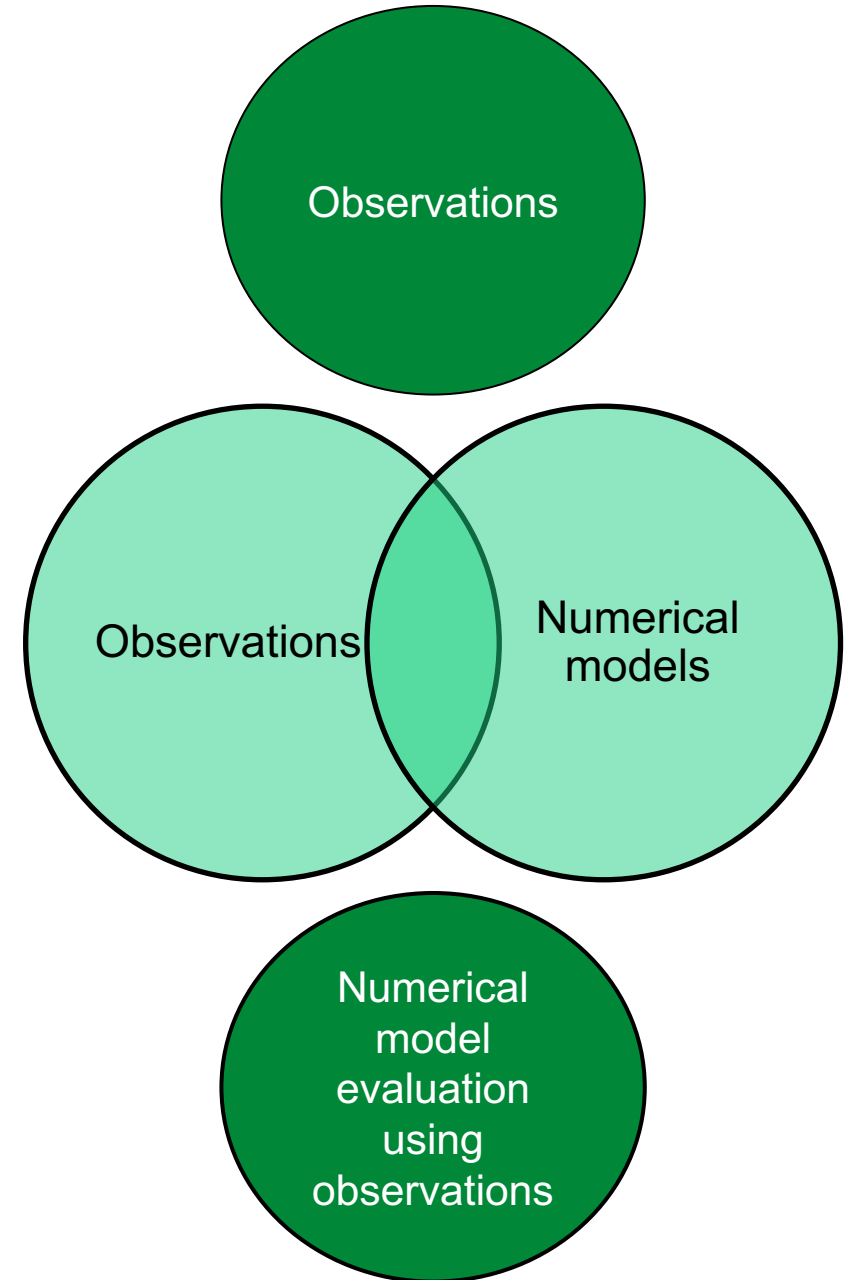 Observations
Observations
Numerical
models
Numerical
model
evaluation
using
observations